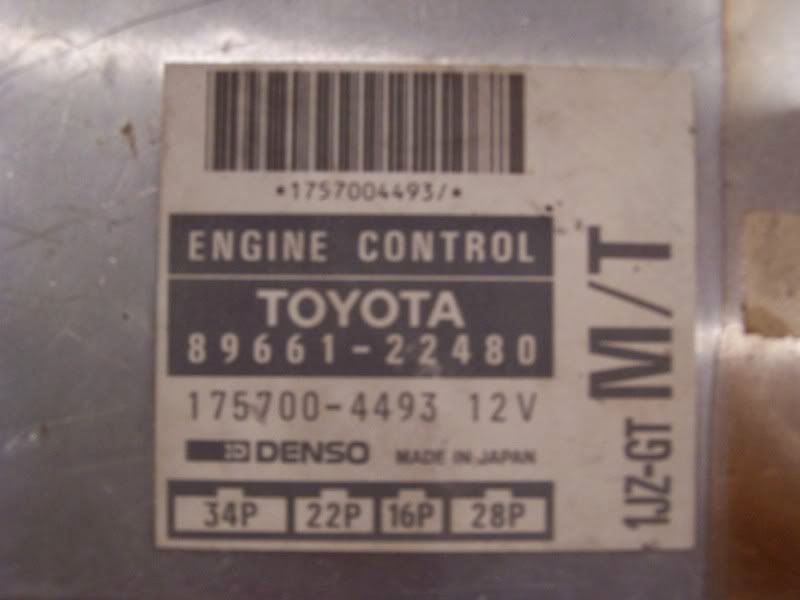 *1757004493/*
ENGINE CONTROL
TOYOTA
89661-22480
175700-4493 12V
DENSO MADE IN JAPAN
34P 22P 16P 28P
1JZ-GT M/T